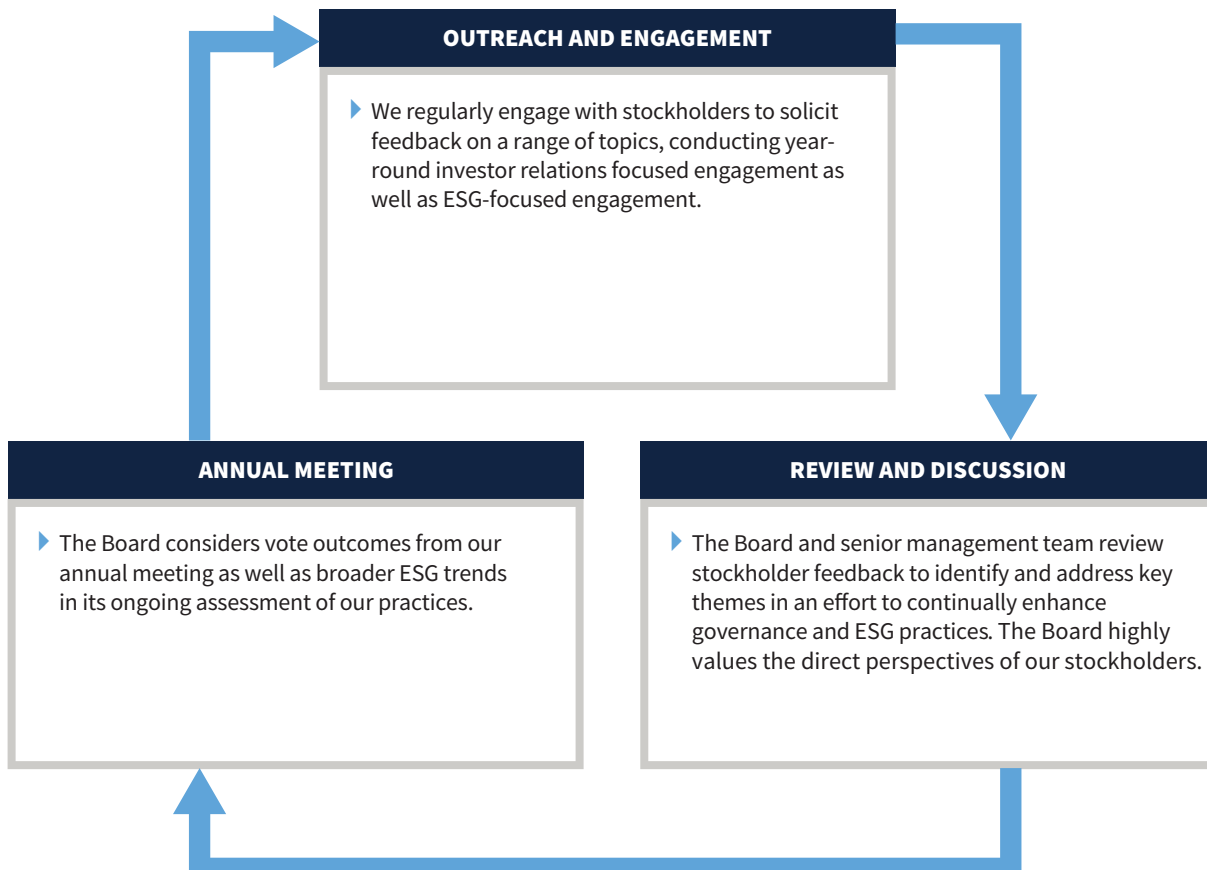 OUTREACH AND ENGAGEMENT
We regularly engage with stockholders to solicit
feedback on a range of topics, conducting year-
round investor relations focused engagement as
well as ESG-focused engagement.
ANNUAL MEETING
The Board considers vote outcomes from our
annual meeting as well as broader ESG trends
in its ongoing assessment of our practices.
REVIEW AND DISCUSSION
The Board and senior management team review
stockholder feedback to identify and address key
themes in an effort to continually enhance
governance and ESG practices. The Board highly
values the direct perspectives of our stockholders.